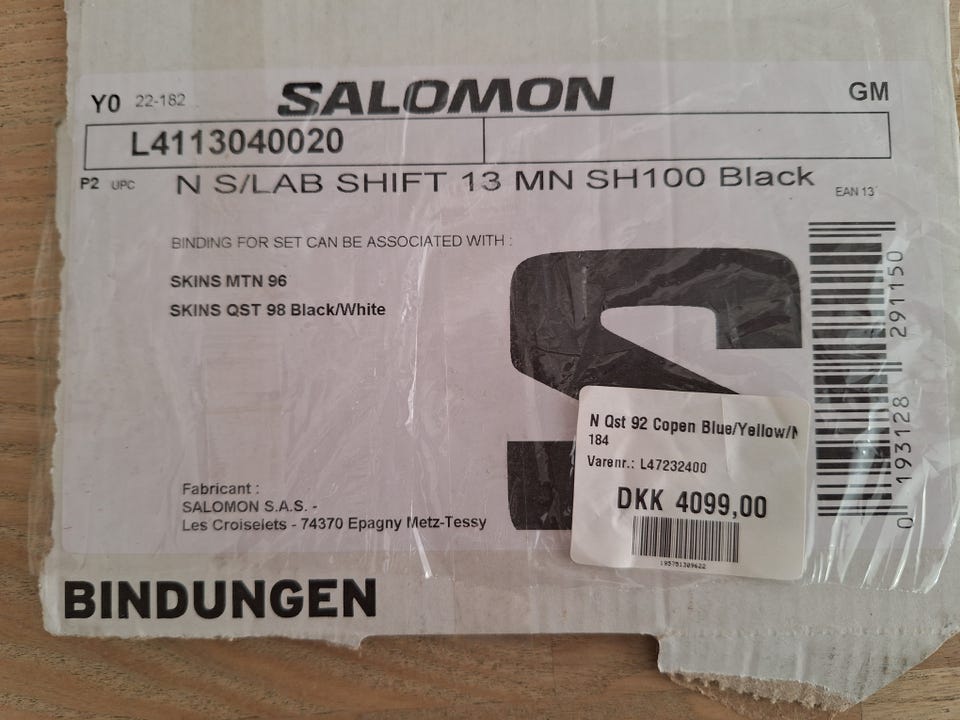 Y0 22-182
SALOMON
GM
L4113040020
P2 UPC
N S/LAB SHIFT 13 MN SH100 Black
EAN 13
BINDING FOR SET CAN BE ASSOCIATED WITH :
SKINS MTN 96
SKINS QST 98 Black/White
0 193128 291150
N Qst 92 Copen Blue/Yellow/N
184
Varenr.: L47232400
DKK 4099,00
195751309622
Fabricant :
SALOMON S.A.S. -
Les Croiselets - 74370 Epagny Metz-Tessy
BINDUNGEN